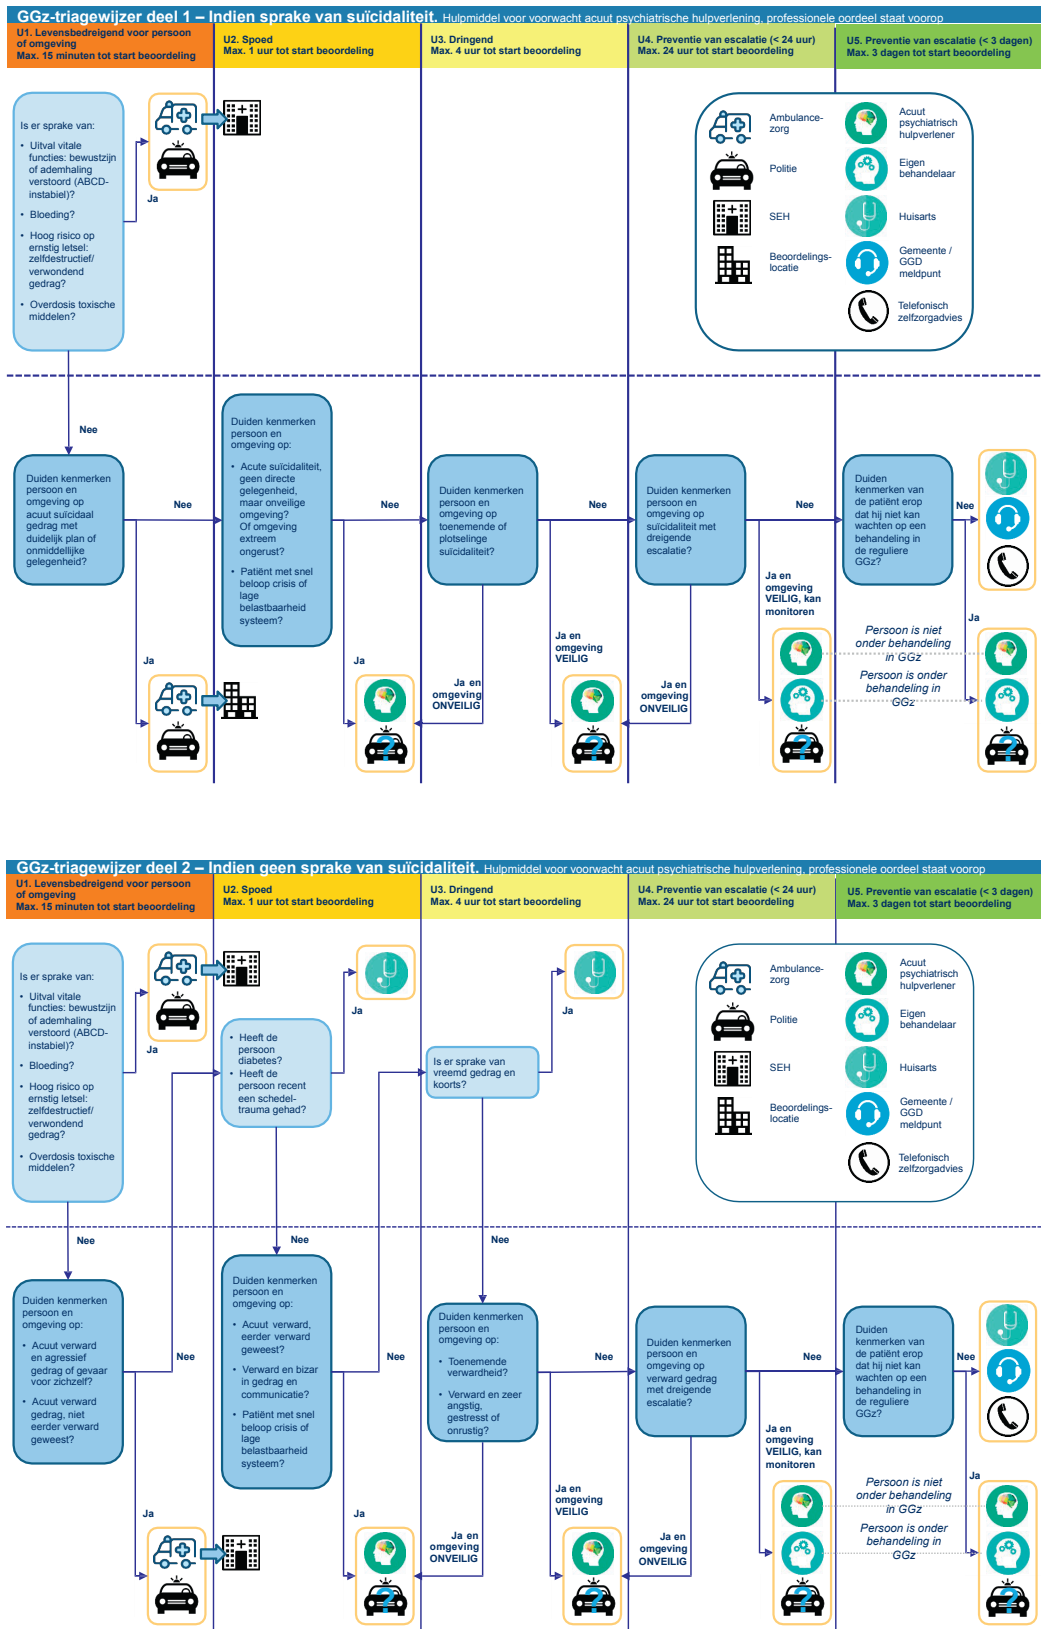 GGz-triagewijzer deel 1 – Indien sprake van suïcidaliteit. Hulpmiddel voor voorwacht acuut psychiatrische hulpverlening, professionele oordeel staat voorop
U1. Levensbedreigend voor persoon
of omgeving
Max. 15 minuten tot start beoordeling
U2. Spoed
Max. 1 uur tot start beoordeling
U3. Dringend
Max. 4 uur tot start beoordeling
U4. Preventie van escalatie (< 24 uur)
Max. 24 uur tot start beoordeling
U5. Preventie van escalatie (< 3 dagen)
Max. 3 dagen tot start beoordeling
Is er sprake van:
• Uitval vitale
functies: bewustzijn
of ademhaling
verstoord (ABCD-
instabiel)?
• Bloeding?
• Hoog risico op
ernstig letsel:
zelfdestructief/
verwondend
gedrag?
• Overdosis toxische
middelen?
Ja
Ambulance-
zorg
Politie
SEH
Beoordelings-
locatie
Acuut
psychiatrisch
hulpverlener
Eigen
behandelaar
Huisarts
Gemeente /
GGD
meldpunt
Telefonisch
zelfzorgadvies
Nee
Duiden kenmerken
persoon en
omgeving op
acuut suïcidaal
gedrag met
duidelijk plan of
onmiddellijke
gelegenheid?
Nee
Ja
Duiden kenmerken
persoon en
omgeving op:
• Acute suïcidaliteit,
geen directe
gelegenheid,
maar onveilige
omgeving?
Of omgeving
extreem
ongerust?
• Patiënt met snel
beloop crisis of
lage
belastbaarheid
systeem?
Nee
Ja
Duiden kenmerken
persoon en
omgeving op
toenemende of
plotselinge
suïcidaliteit?
Nee
Ja en
omgeving
ONVEILIG
Ja en
omgeving
VEILIG
Duiden kenmerken
persoon en
omgeving op
suïcidaliteit met
dreigende
escalatie?
Nee
Ja en
omgeving
ONVEILIG
Ja en
omgeving
VEILIG, kan
monitoren
Duiden
kenmerken van
de patiënt erop
dat hij niet kan
wachten op een
behandeling in
de reguliere
GGz?
Nee
Ja
Persoon is niet
onder behandeling
in GGz
Persoon is onder
behandeling in
GGz
?
?
?
?
GGz-triagewijzer deel 2 – Indien geen sprake van suïcidaliteit. Hulpmiddel voor voorwacht acuut psychiatrische hulpverlening, professionele oordeel staat voorop
U1. Levensbedreigend voor persoon
of omgeving
Max. 15 minuten tot start beoordeling
U2. Spoed
Max. 1 uur tot start beoordeling
U3. Dringend
Max. 4 uur tot start beoordeling
U4. Preventie van escalatie (< 24 uur)
Max. 24 uur tot start beoordeling
U5. Preventie van escalatie (< 3 dagen)
Max. 3 dagen tot start beoordeling
Is er sprake van:
• Uitval vitale
functies: bewustzijn
of ademhaling
verstoord (ABCD-
instabiel)?
• Bloeding?
• Hoog risico op
ernstig letsel:
zelfdestructief/
verwondend
gedrag?
• Overdosis toxische
middelen?
Ja
• Heeft de
persoon
diabetes?
• Heeft de
persoon recent
een schedel-
trauma gehad?
Ja
Is er sprake van
vreemd gedrag en
koorts?
Ja
Ambulance-
zorg
Politie
SEH
Beoordelings-
locatie
Acuut
psychiatrisch
hulpverlener
Eigen
behandelaar
Huisarts
Gemeente /
GGD
meldpunt
Telefonisch
zelfzorgadvies
Nee
Nee
Nee
Duiden kenmerken
persoon en
omgeving op:
• Acuut verward
en agressief
gedrag of gevaar
voor zichzelf?
• Acuut verward
gedrag, niet
eerder verward
geweest?
Nee
Ja
Duiden kenmerken
persoon en
omgeving op:
• Acuut verward,
eerder verward
geweest?
• Verward en bizar
in gedrag en
communicatie?
• Patiënt met snel
beloop crisis of
lage
belastbaarheid
systeem?
Nee
Ja
Duiden kenmerken
persoon en
omgeving op:
• Toenemende
verwardheid?
• Verward en zeer
angstig,
gestresst of
onrustig?
Nee
Ja en
omgeving
ONVEILIG
Ja en
omgeving
VEILIG
Duiden kenmerken
persoon en
omgeving op
verward gedrag
met dreigende
escalatie?
Nee
Ja en
omgeving
ONVEILIG
Ja en
omgeving
VEILIG, kan
monitoren
Duiden
kenmerken van
de patiënt erop
dat hij niet kan
wachten op een
behandeling in
de reguliere
GGz?
Nee
Ja
Persoon is niet
onder behandeling
in GGz
Persoon is onder
behandeling in
GGz
?
?
?
?